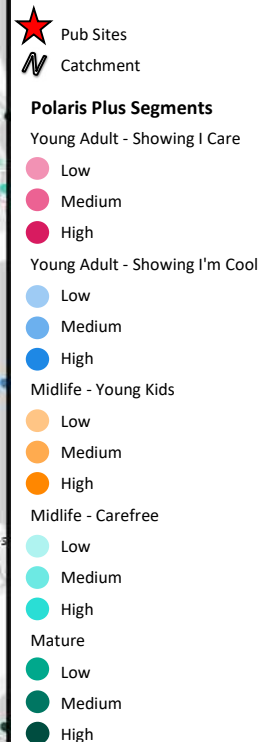 Pub Sites
Catchment
Polaris Plus Segments
Young Adult - Showing I Care
Low
Medium
High
Young Adult - Showing I'm Cool
Low
Medium
High
Midlife - Young Kids
Low
Medium
High
Midlife - Carefree
Low
Medium
High
Mature
Low
Medium
High